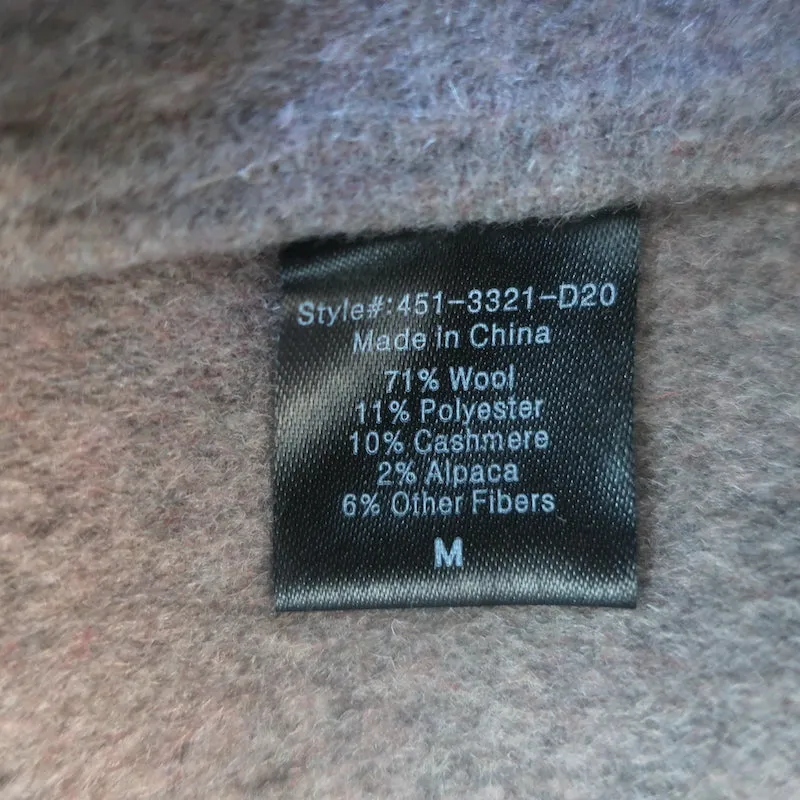 Style#:451-3321-D20
Made in China
71% Wool
11% Polyester
10% Cashmere
2% Alpaca
6% Other Fibers
M